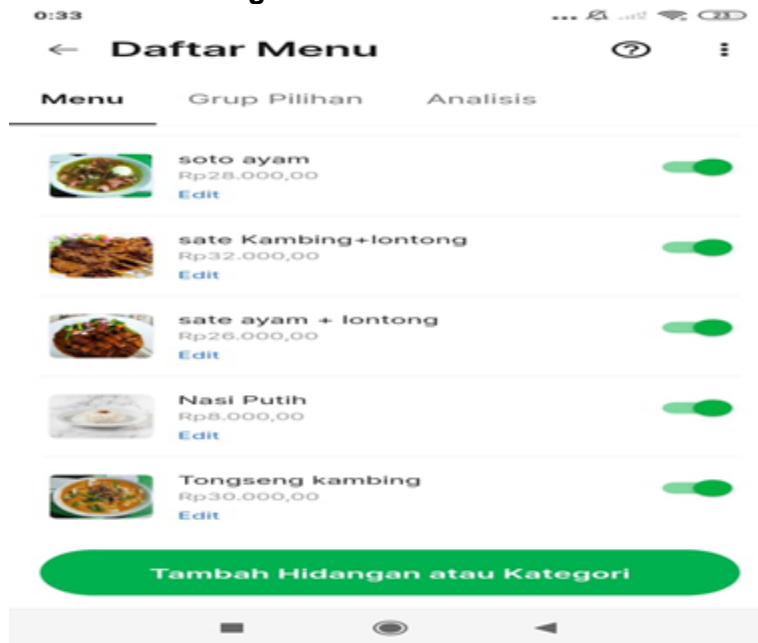 0:33
23
Daftar Menu
Menu Grup Pilihan Analisis
soto ayam
Rp28.000,00
Edit
sate Kambing+lontong
Rp32.000,00
Edit
sate ayam + lontong
Rp26.000,00
Edit
Nasi Putih
Rp8.000,00
Edit
Tongseng kambing
Rp30.000,00
Edit
Tambah Hidangan atau Kategori